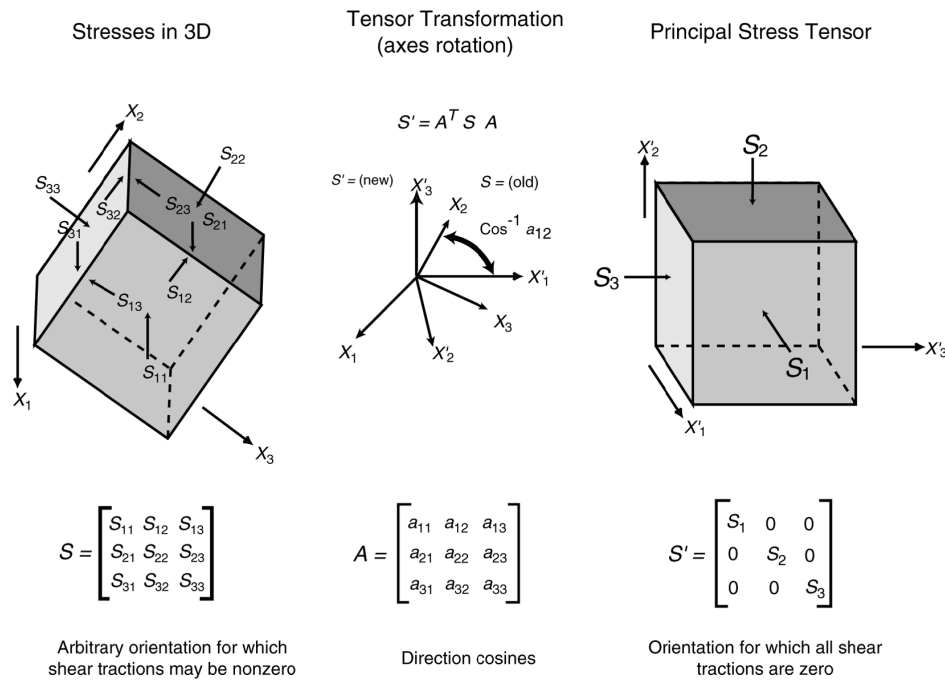 Stresses in 3D
X2
S22
S33
S32
S23
S21
S31
S13
S12
S11
X1
X3
S =
S11 S12 S13
S21 S22 S23
S31 S32 S33
Arbitrary orientation for which
shear tractions may be nonzero
Tensor Transformation
(axes rotation)
S' = A^T S A
S' = (new)
X'3
S = (old)
X2
Cos^-1 a12
X'1
X3
X1
X'2
A =
a11 a12 a13
a21 a22 a23
a31 a32 a33
Direction cosines
Principal Stress Tensor
X'2
S2
S3
S1
X'3
X'1
S' =
S1 0 0
0 S2 0
0 0 S3
Orientation for which all shear
tractions are zero